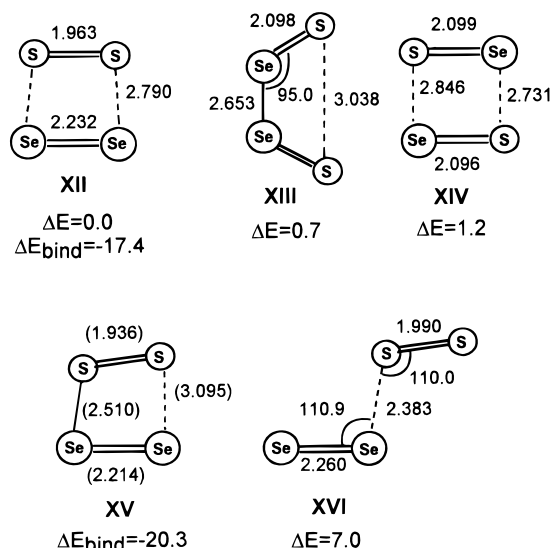 1.963
S S
2.790
2.232
Se Se
XII
ΔE=0.0
ΔEbind=-17.4
2.098
S
Se
2.653 95.0 3.038
Se
S
XIII
ΔE=0.7
2.099
S Se
2.846 2.731
Se S
2.096
XIV
ΔE=1.2
(1.936)
S S
(2.510) (3.095)
Se Se
(2.214)
XV
ΔEbind=-20.3
1.990
S S
110.0
110.9 2.383
Se Se
2.260
XVI
ΔE=7.0